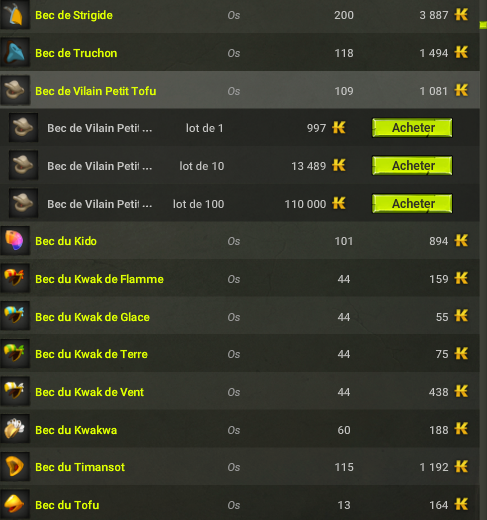 Bec de Strigide Os 200 3 887
Bec de Truchon Os 118 1 494
Bec de Vilain Petit Tofu Os 109 1 081
Bec de Vilain Petit ... lot de 1 997 Acheter
Bec de Vilain Petit ... lot de 10 13 489 Acheter
Bec de Vilain Petit ... lot de 100 110 000 Acheter
Bec du Kido Os 101 894
Bec du Kwak de Flamme Os 44 159
Bec du Kwak de Glace Os 44 55
Bec du Kwak de Terre Os 44 75
Bec du Kwak de Vent Os 44 438
Bec du Kwakwa Os 60 188
Bec du Timansot Os 115 1 192
Bec du Tofu Os 13 164